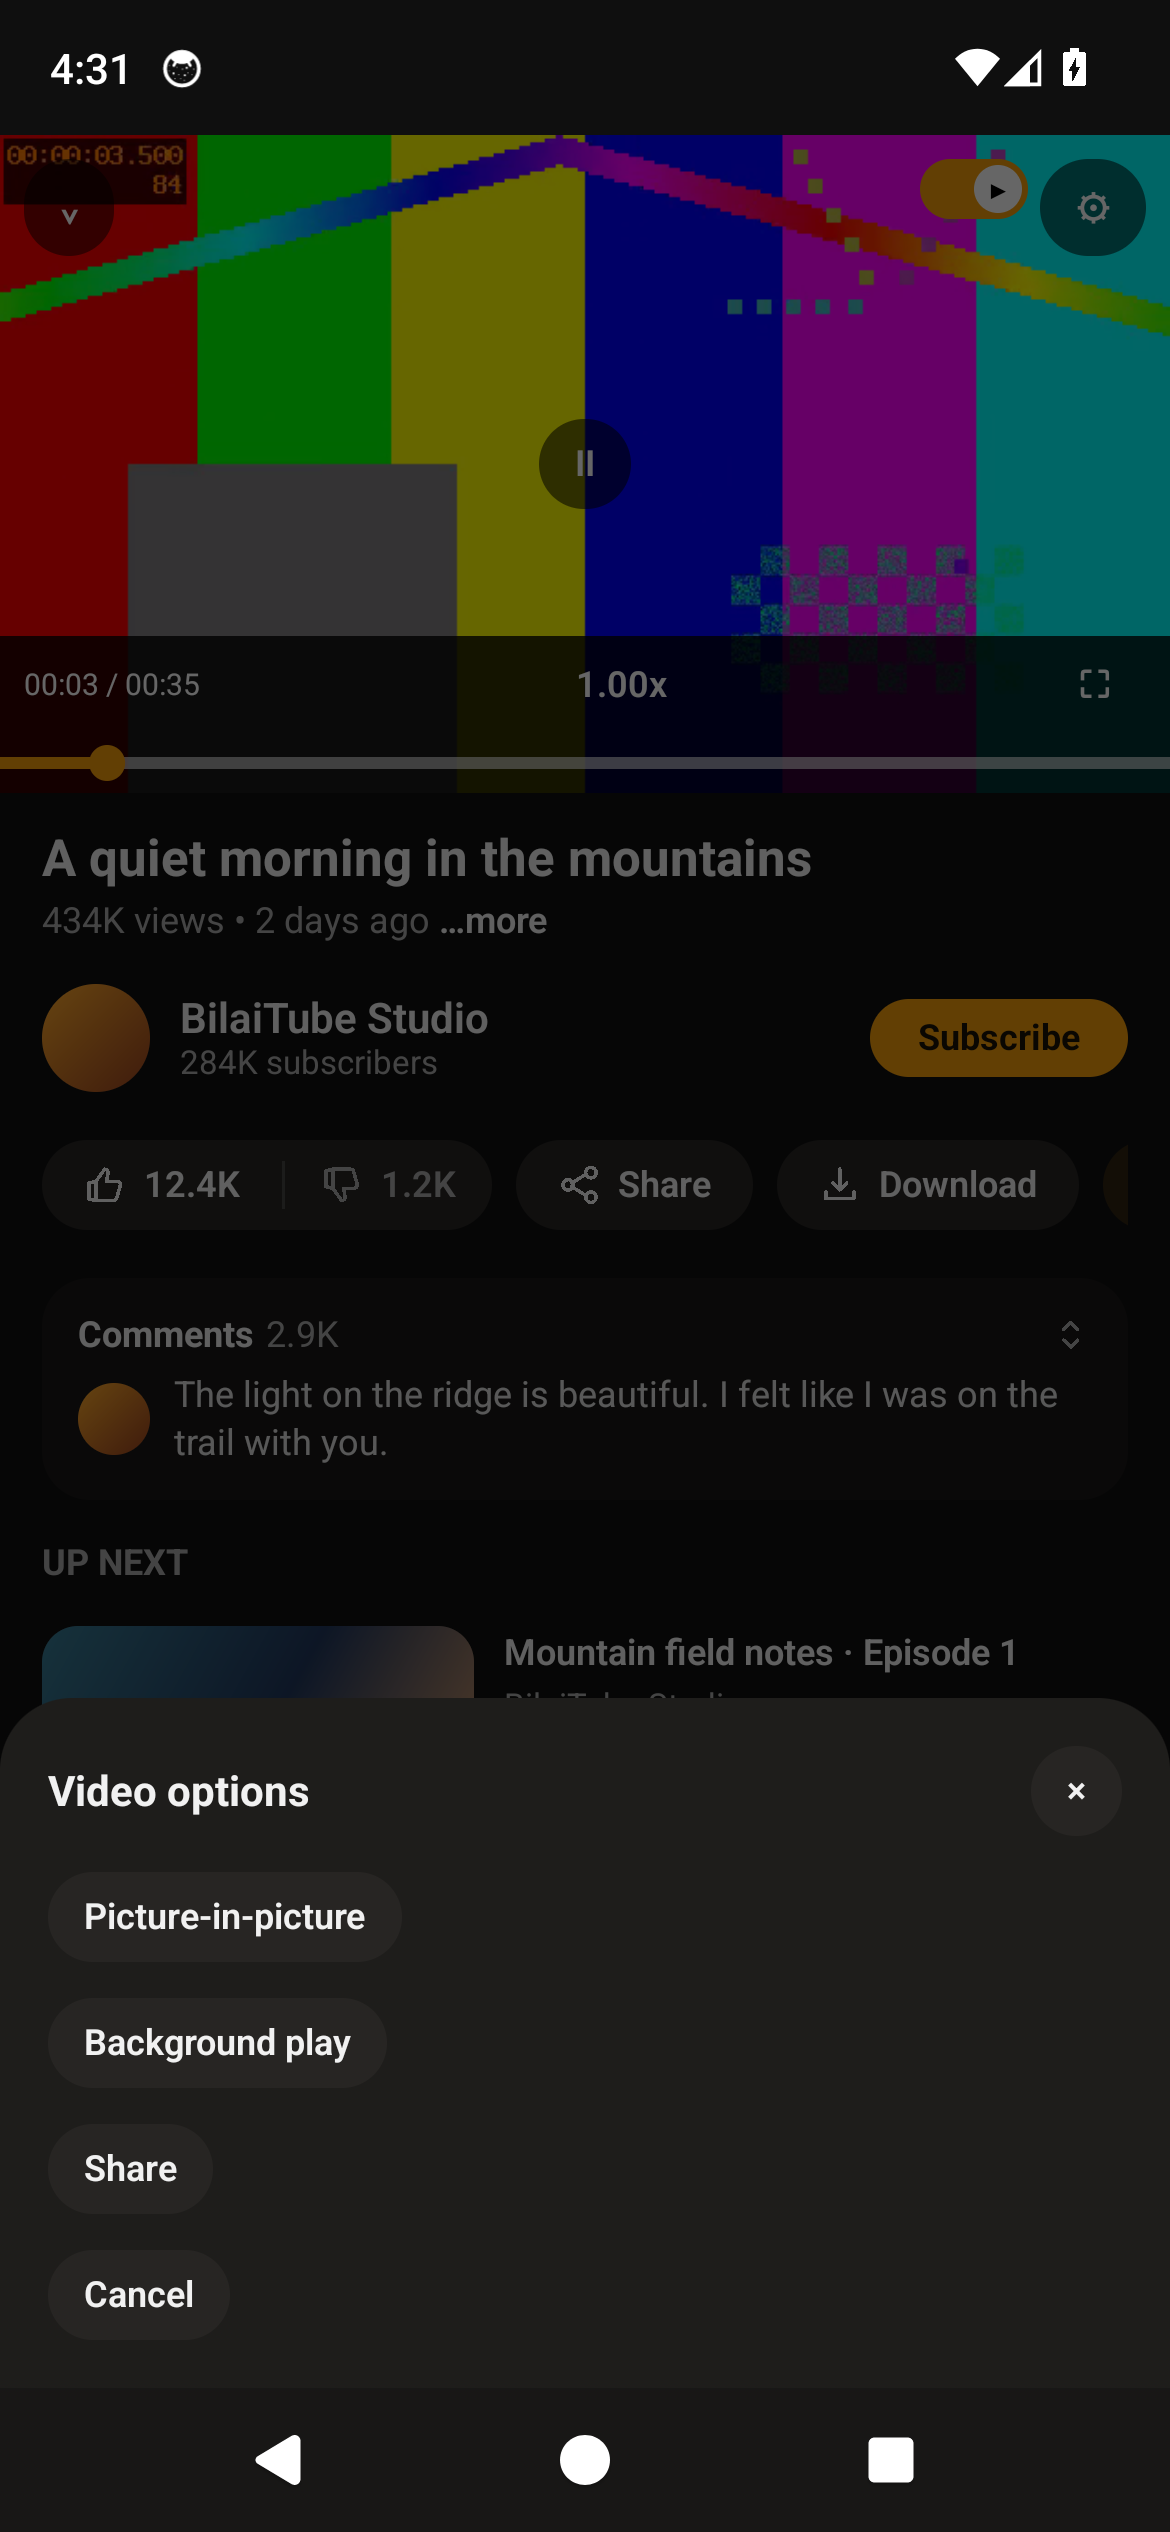 4:31
00:00:03.500
84
00:03 / 00:35
1.00x
A quiet morning in the mountains
434K views • 2 days ago ...more
BilaiTube Studio
284K subscribers
Subscribe
12.4K
1.2K
Share
Download
Comments 2.9K
The light on the ridge is beautiful. I felt like I was on the
trail with you.
UP NEXT
Mountain field notes · Episode 1
BilaiTube Studio
Video options
Picture-in-picture
Background play
Share
Cancel